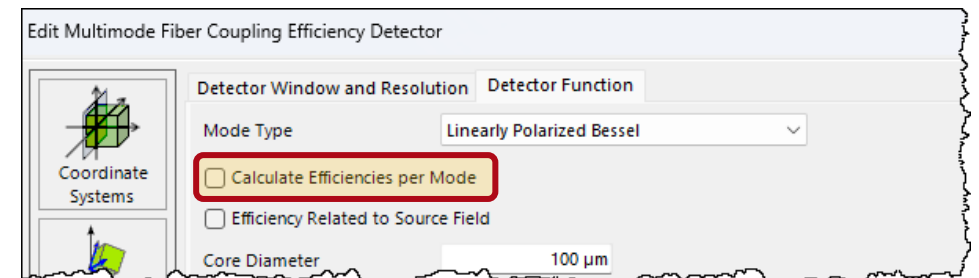 Edit Multimode Fiber Coupling Efficiency Detector
Detector Window and Resolution Detector Function
Mode Type Linearly Polarized Bessel
Coordinate Systems
Calculate Efficiencies per Mode
Efficiency Related to Source Field
Core Diameter 100 µm